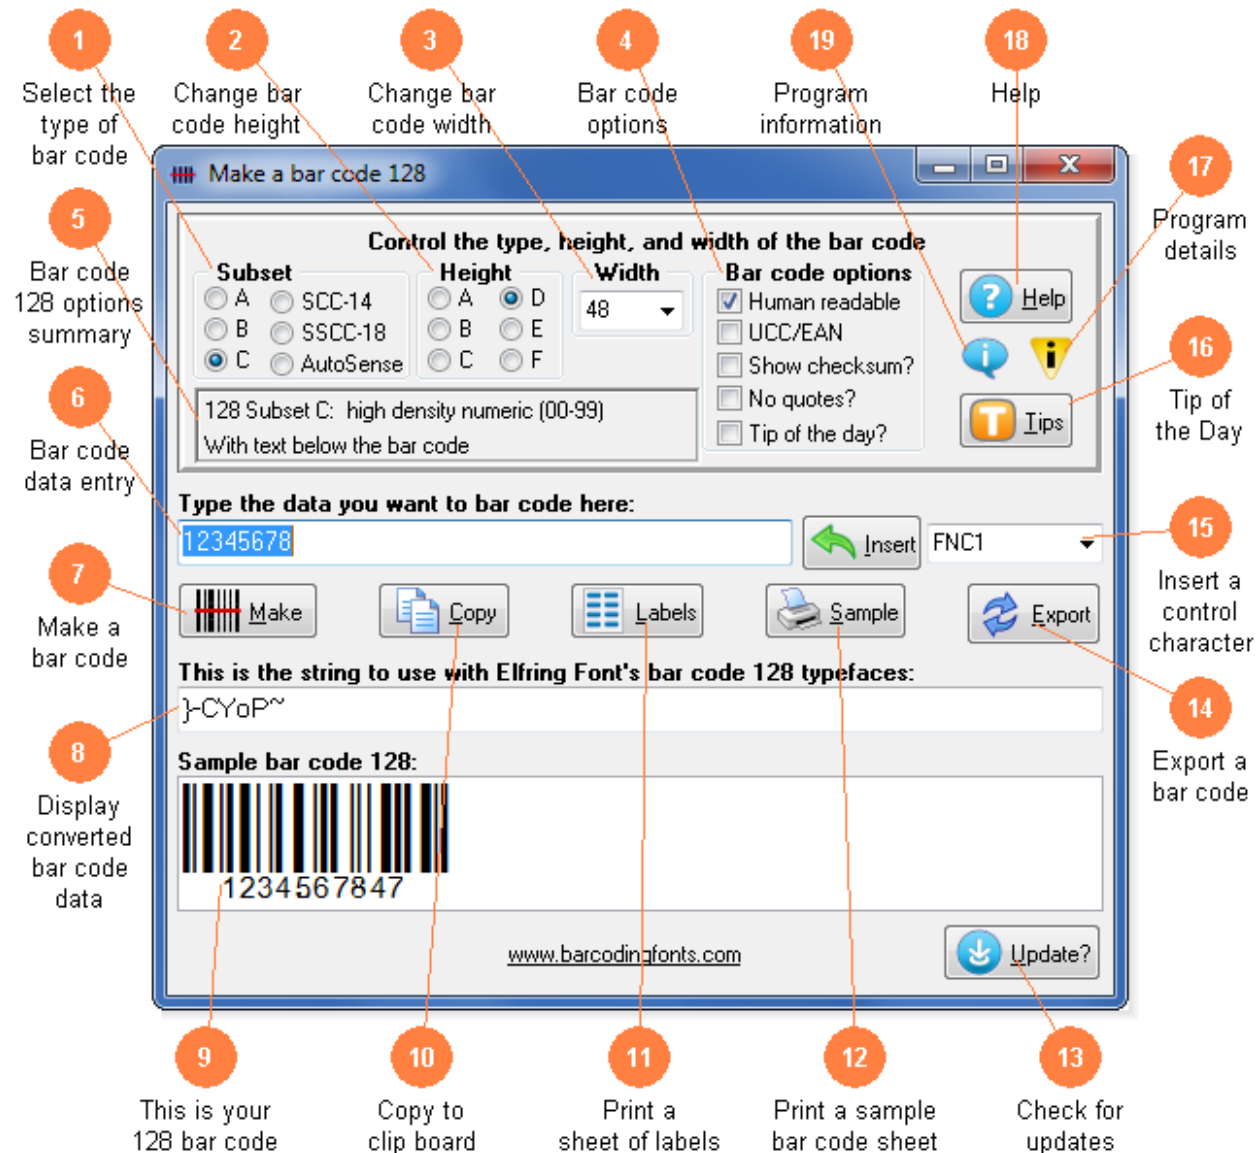 1
2
3
4
19
18
Select the
type of
bar code
Change bar
code height
Change bar
code width
Bar code
options
Program
information
Help
17
Program
details
Make a bar code 128
5
Bar code
128 options
summary
Control the type, height, and width of the bar code
Subset
A
SCC-14
B
SSCC-18
C
AutoSense
Height
A
D
B
E
C
F
Width
48
Bar code options
Human readable
UCC/EAN
Show checksum?
No quotes?
Tip of the day?
Help
Tips
128 Subset C: high density numeric (00-99)
With text below the bar code
16
Tip of
the Day
6
Bar code
data entry
Type the data you want to bar code here:
12345678
Insert
FNC1
15
Insert a
control
character
7
Make a
bar code
Make
Copy
Labels
Sample
Export
This is the string to use with Elfring Font's bar code 128 typefaces:
}-CYoP~
14
Export a
bar code
8
Display
converted
bar code
data
Sample bar code 128:
1234567847
www.barcodingfonts.com
Update?
9
10
11
12
13
This is your
128 bar code
Copy to
clip board
Print a
sheet of labels
Print a sample
bar code sheet
Check for
updates